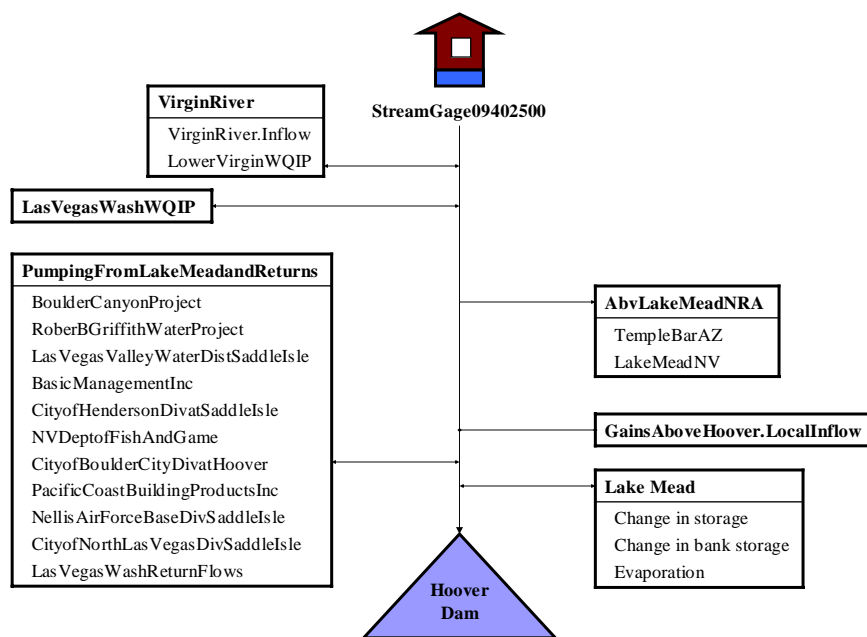 StreamGage09402500
VirginRiver
VirginRiver.Inflow
LowerVirginWQIP
LasVegasWashWQIP
PumpingFromLakeMeadandReturns
BoulderCanyonProject
RoberBGriffithWaterProject
LasVegasValleyWaterDistSaddleIsle
BasicManagementInc
CityofHendersonDivatSaddleIsle
NVDeptofFishAndGame
CityofBoulderCityDivatHoover
PacificCoastBuildingProductsInc
NellisAirForceBaseDivSaddleIsle
CityofNorthLasVegasDivSaddleIsle
LasVegasWashReturnFlows
AbvLakeMeadNRA
TempleBarAZ
LakeMeadNV
GainsAboveHoover.LocalInflow
Lake Mead
Change in storage
Change in bank storage
Evaporation
Hoover
Dam